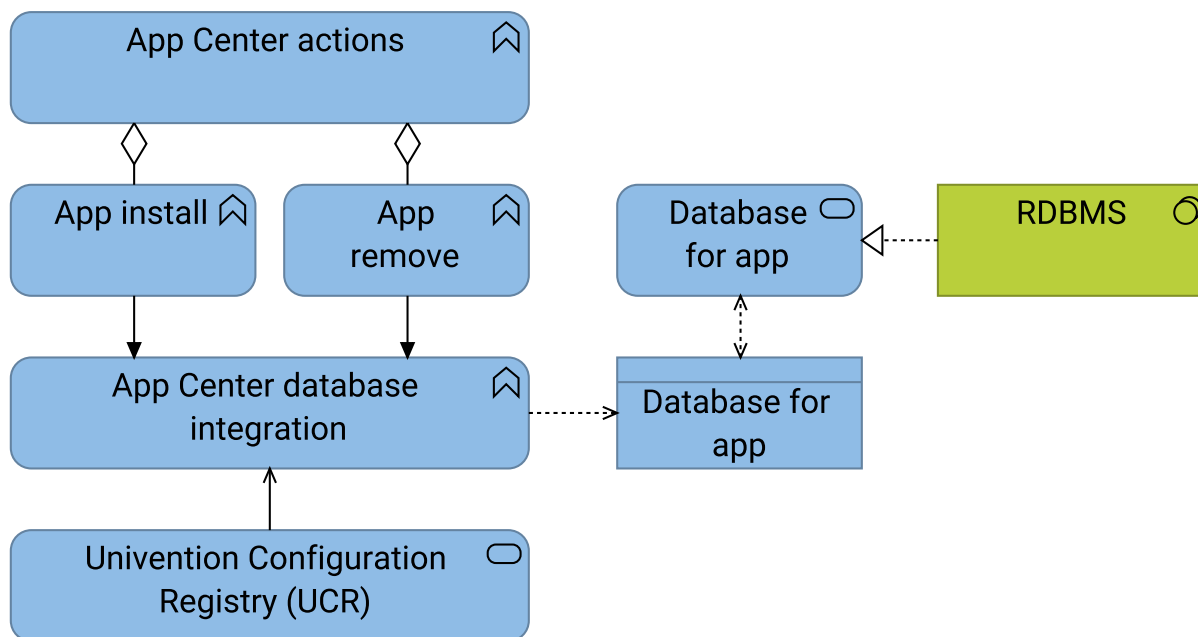 App Center actions
App install
App
remove
Database
for app
RDBMS
App Center database
integration
Database for
app
Univention Configuration
Registry (UCR)